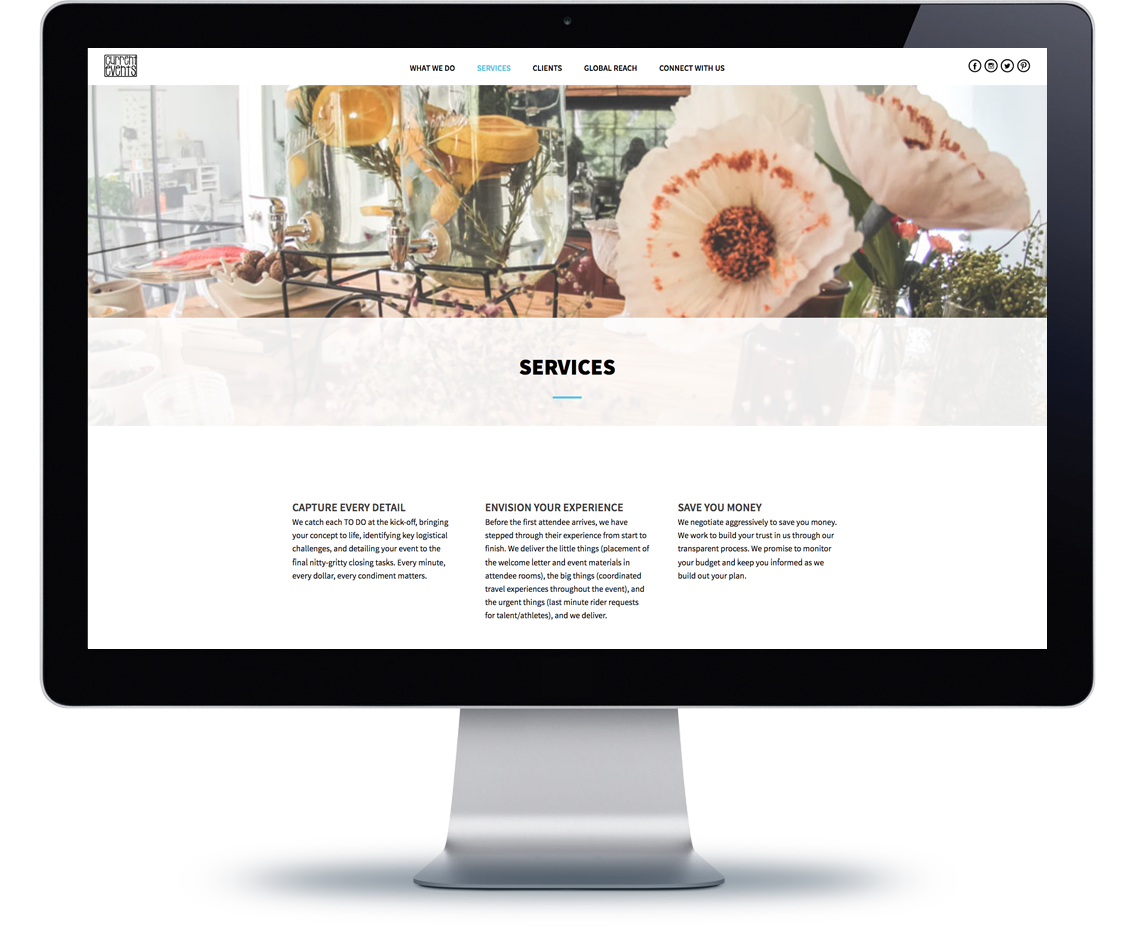 current
events
WHAT WE DO SERVICES CLIENTS GLOBAL REACH CONNECT WITH US
SERVICES
CAPTURE EVERY DETAIL
We catch each TO DO at the kick-off, bringing
your concept to life, identifying key logistical
challenges, and detailing your event to the
final nitty-gritty closing tasks. Every minute,
every dollar, every condiment matters.
ENVISION YOUR EXPERIENCE
Before the first attendee arrives, we have
stepped through their experience from start to
finish. We deliver the little things (placement of
the welcome letter and event materials in
attendee rooms), the big things (coordinated
travel experiences throughout the event), and
the urgent things (last minute rider requests
for talent/athletes), and we deliver.
SAVE YOU MONEY
We negotiate aggressively to save you money.
We work to build your trust in us through our
transparent process. We promise to monitor
your budget and keep you informed as we
build out your plan.